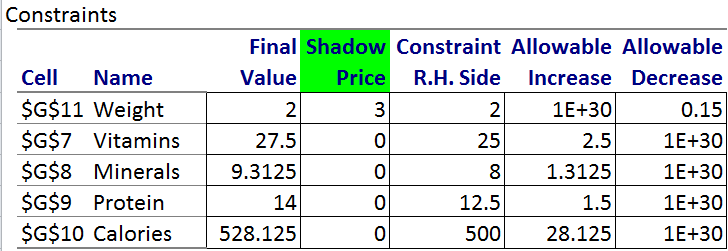 Constraints
Final Shadow Constraint Allowable Allowable
Cell Name Value Price R.H. Side Increase Decrease
$G$11 Weight 2 3 2 1E+30 0.15
$G$7 Vitamins 27.5 0 25 2.5 1E+30
$G$8 Minerals 9.3125 0 8 1.3125 1E+30
$G$9 Protein 14 0 12.5 1.5 1E+30
$G$10 Calories 528.125 0 500 28.125 1E+30